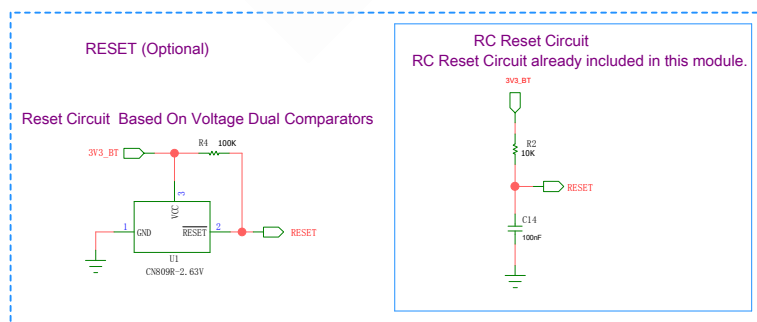 RESET (Optional)
Reset Circuit Based On Voltage Dual Comparators
3V3_BT
R4
100K
3
VCC
1
GND
RESET
2
RESET
U1
CN809R-2.63V
RC Reset Circuit
RC Reset Circuit already included in this module.
3V3_BT
R2
10K
RESET
C14
100nF